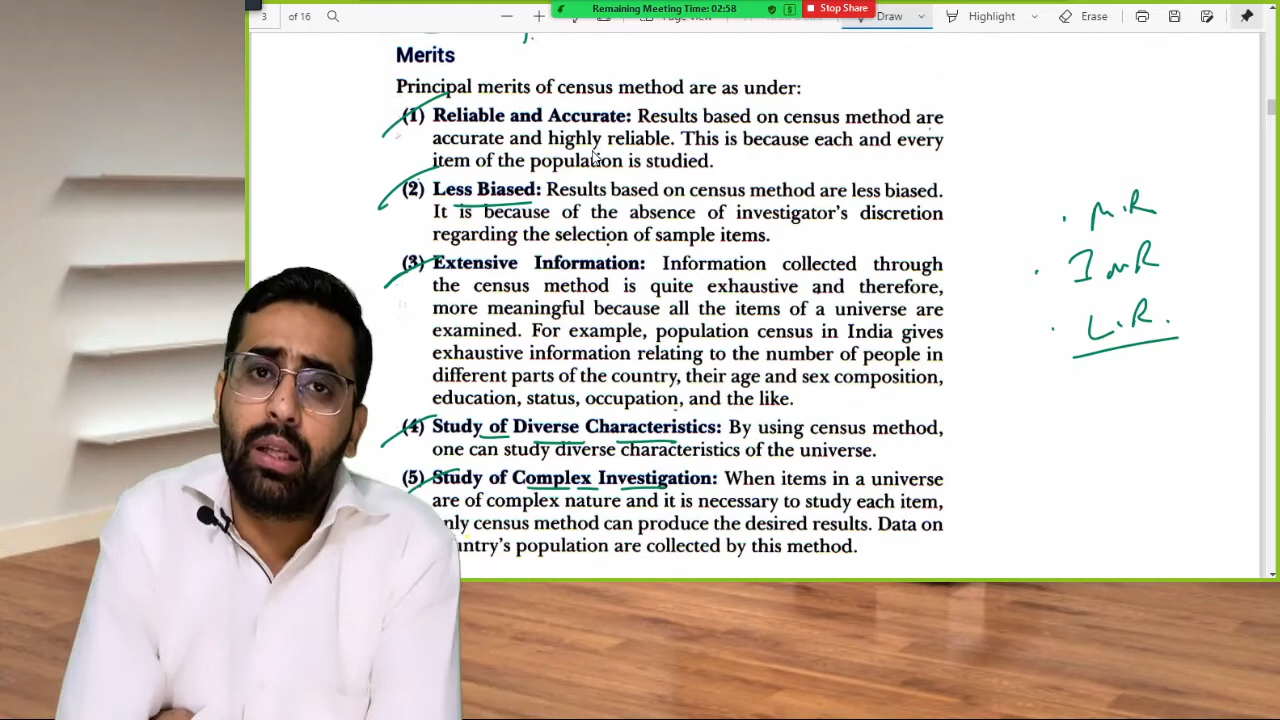 3 of 16
Remaining Meeting Time: 02:58
Stop Share
Draw
Highlight
Erase
Merits
Principal merits of census method are as under:
(1) Reliable and Accurate: Results based on census method are
accurate and highly reliable. This is because each and every
item of the population is studied.
(2) Less Biased: Results based on census method are less biased.
It is because of the absence of investigator's discretion
regarding the selection of sample items.
(3) Extensive Information: Information collected through
the census method is quite exhaustive and therefore,
more meaningful because all the items of a universe are
examined. For example, population census in India gives
exhaustive information relating to the number of people in
different parts of the country, their age and sex composition,
education, status, occupation, and the like.
(4) Study of Diverse Characteristics: By using census method,
one can study diverse characteristics of the universe.
(5) Study of Complex Investigation: When items in a universe
are of complex nature and it is necessary to study each item,
census method can produce the desired results. Data on
population are collected by this method.
· M.R
· I M R
· L.R.